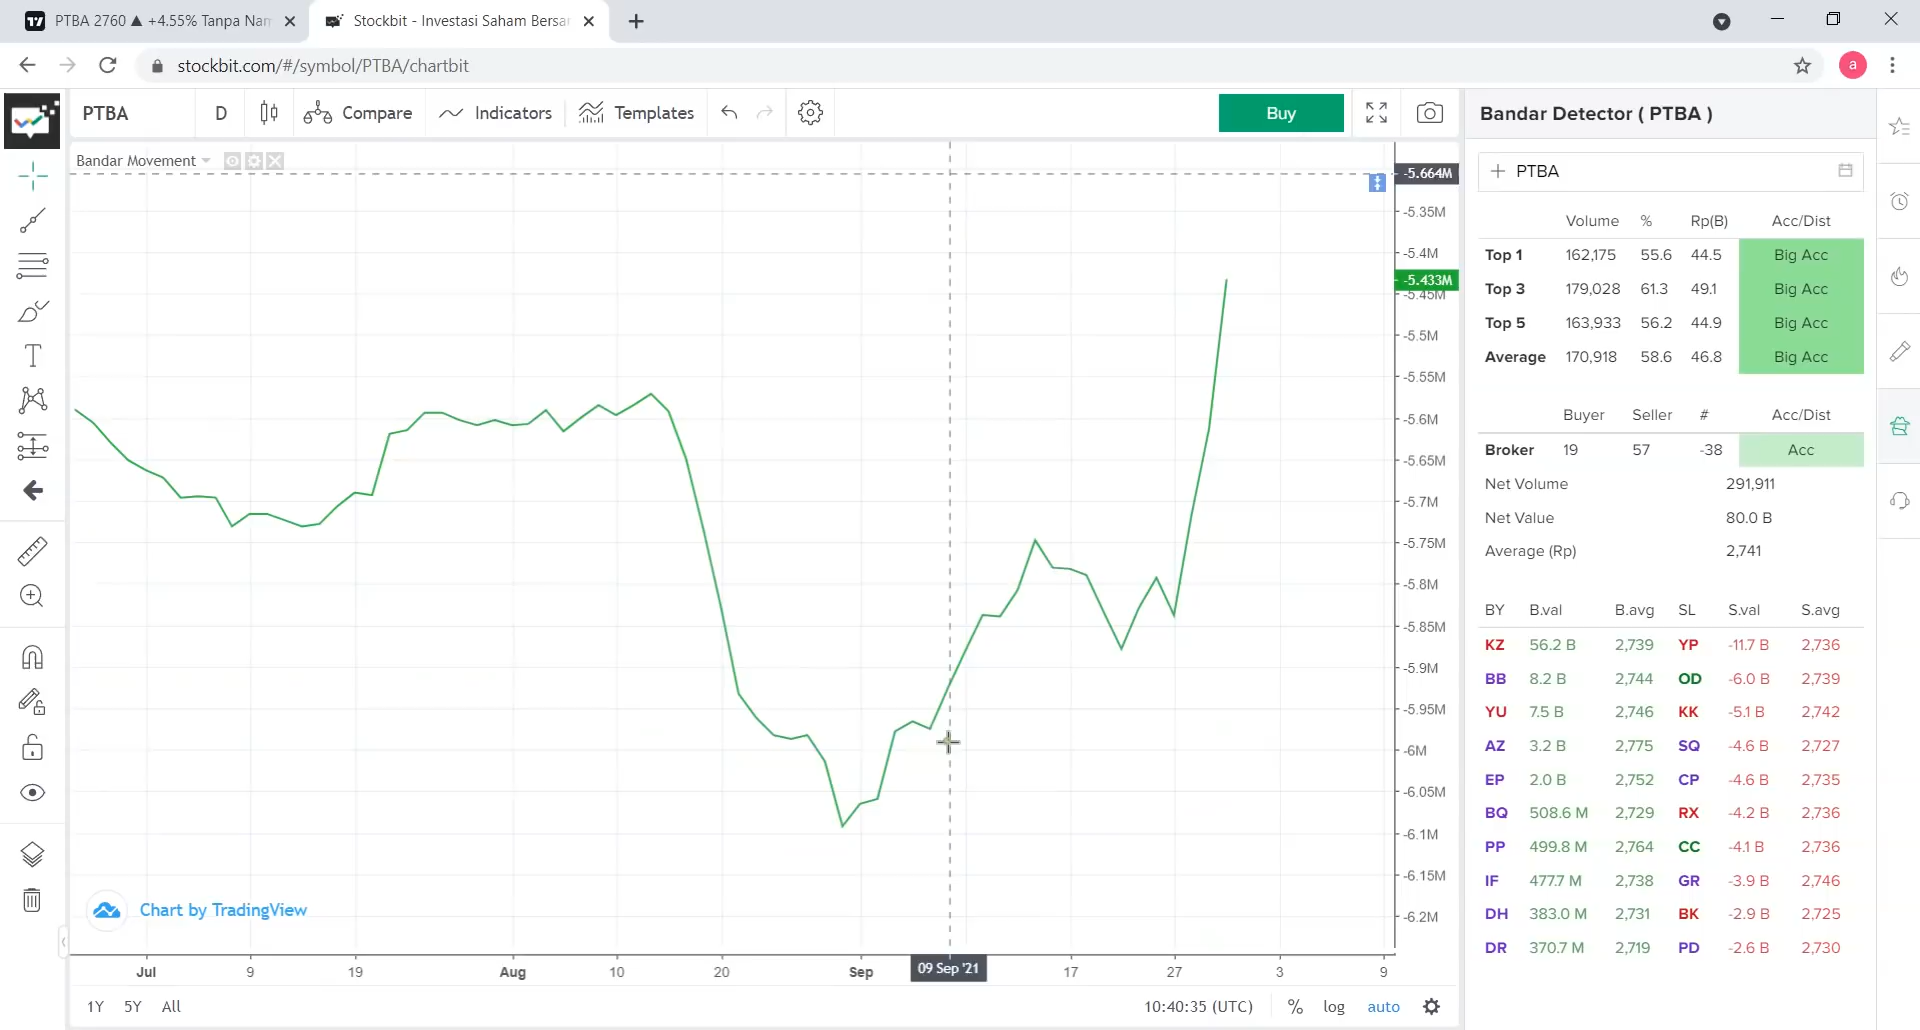 PTBA 2760 ▲ +4.55% Tanpa Nam
Stockbit - Investasi Saham Bersa
stockbit.com/#/symbol/PTBA/chartbit
a
PTBA D Compare Indicators Templates Buy
Bandar Movement
-5.664M
-5.35M
-5.4M
-5.433M
-5.45M
-5.5M
-5.55M
-5.6M
-5.65M
-5.7M
-5.75M
-5.8M
-5.85M
-5.9M
-5.95M
-6M
-6.05M
-6.1M
-6.15M
-6.2M
Chart by TradingView
Jul 9 19 Aug 10 20 Sep 09 Sep '21 17 27 3 9
1Y 5Y All 10:40:35 (UTC) % log auto
Bandar Detector ( PTBA )
PTBA
Volume % Rp(B) Acc/Dist
Top 1 162,175 55.6 44.5 Big Acc
Top 3 179,028 61.3 49.1 Big Acc
Top 5 163,933 56.2 44.9 Big Acc
Average 170,918 58.6 46.8 Big Acc
Buyer Seller # Acc/Dist
Broker 19 57 -38 Acc
Net Volume 291,911
Net Value 80.0 B
Average (Rp) 2,741
BY B.val B.avg SL S.val S.avg
KZ 56.2 B 2,739 YP -11.7 B 2,736
BB 8.2 B 2,744 OD -6.0 B 2,739
YU 7.5 B 2,746 KK -5.1 B 2,742
AZ 3.2 B 2,775 SQ -4.6 B 2,727
EP 2.0 B 2,752 CP -4.6 B 2,735
BQ 508.6 M 2,729 RX -4.2 B 2,736
PP 499.8 M 2,764 CC -4.1 B 2,736
IF 477.7 M 2,738 GR -3.9 B 2,746
DH 383.0 M 2,731 BK -2.9 B 2,725
DR 370.7 M 2,719 PD -2.6 B 2,730